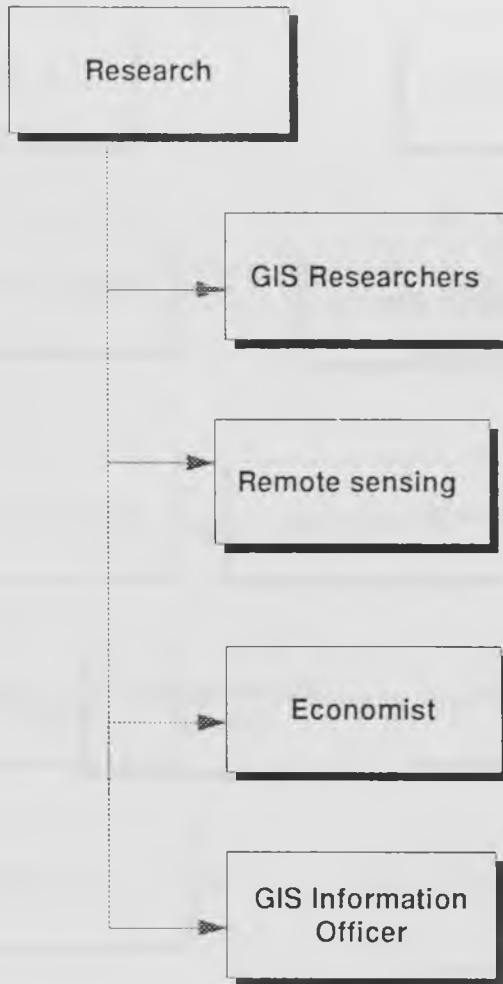 Research
GIS Researchers
Remote sensing
Economist
GIS Information
Officer